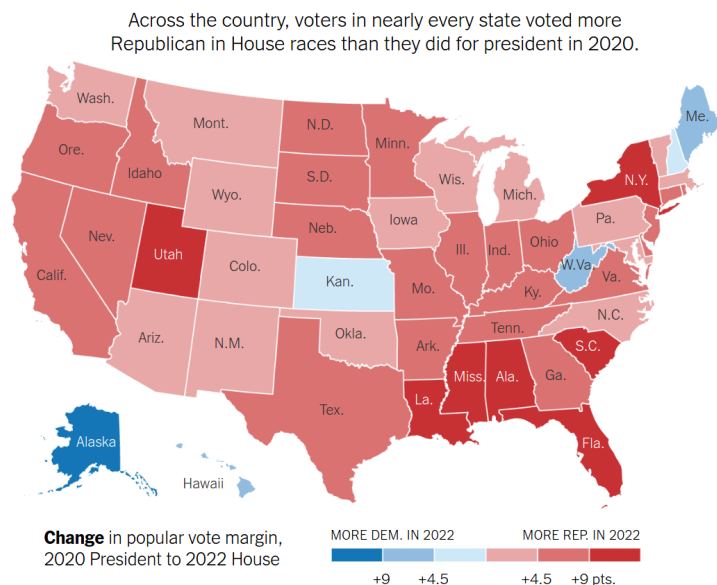 Across the country, voters in nearly every state voted more
Republican in House races than they did for president in 2020.
Wash.
Mont.
N.D.
Minn.
Me.
Ore.
Idaho
S.D.
Wis.
Mich.
N.Y.
Wyo.
Neb.
Iowa
Pa.
Nev.
Utah
Colo.
Ill.
Ind.
Ohio
W.Va.
Va.
Calif.
Kan.
Mo.
Ky.
N.C.
Ariz.
N.M.
Okla.
Ark.
Tenn.
S.C.
Tex.
La.
Miss.
Ala.
Ga.
Fla.
Alaska
Hawaii
Change in popular vote margin,
2020 President to 2022 House
MORE DEM. IN 2022 MORE REP. IN 2022
+9 +4.5 +4.5 +9 pts.